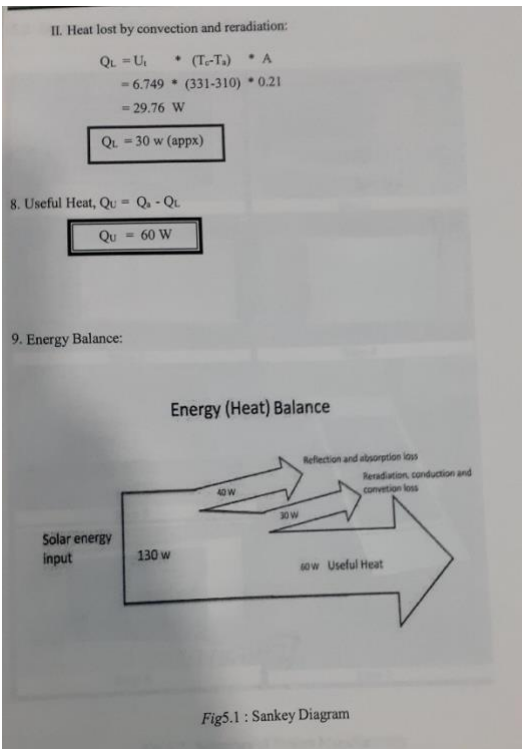 II. Heat lost by convection and reradiation:
QL = Ut * (Tc-Ta) * A
= 6.749 * (331-310) * 0.21
= 29.76 W
QL = 30 w (appx)
8. Useful Heat, QU = Qa - QL
QU = 60 W
9. Energy Balance:
Energy (Heat) Balance
Reflection and absorption loss
Reradiation, conduction and
convetion loss
40 W
30 W
Solar energy
input
130 w
60 w Useful Heat
Fig5.1 : Sankey Diagram